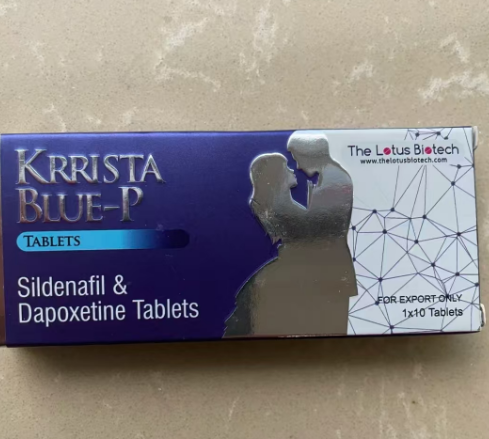 KRRISTA
BLUE-P
TABLETS
Sildenafil &
Dapoxetine Tablets
The Lotus Biotech
www.thelotusbiotech.com
FOR EXPORT ONLY
1x10 Tablets